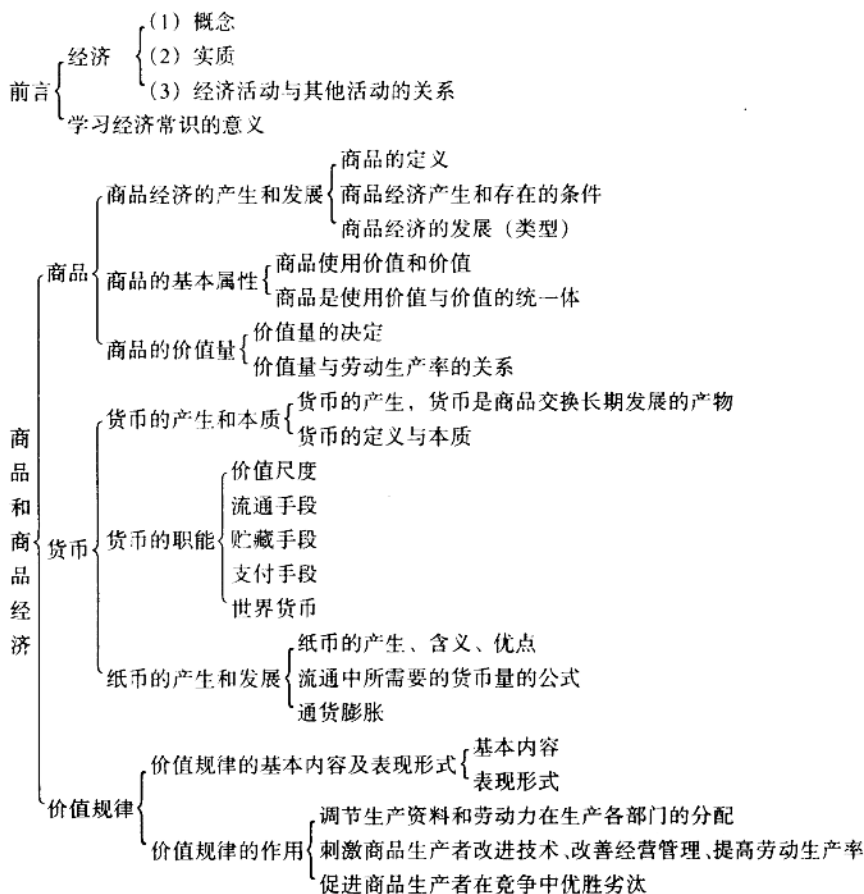 前言
经济
(1) 概念
(2) 实质
(3) 经济活动与其他活动的关系
学习经济常识的意义
商品和商品经济
商品
商品经济的产生和发展
商品的定义
商品经济产生和存在的条件
商品经济的发展（类型）
商品的基本属性
商品使用价值和价值
商品是使用价值与价值的统一体
商品的价值量
价值量的决定
价值量与劳动生产率的关系
货币
货币的产生和本质
货币的产生，货币是商品交换长期发展的产物
货币的定义与本质
货币的职能
价值尺度
流通手段
贮藏手段
支付手段
世界货币
纸币的产生和发展
纸币的产生、含义、优点
流通中所需要的货币量的公式
通货膨胀
价值规律
价值规律的基本内容及表现形式
基本内容
表现形式
价值规律的作用
调节生产资料和劳动力在生产各部门的分配
刺激商品生产者改进技术、改善经营管理、提高劳动生产率
促进商品生产者在竞争中优胜劣汰